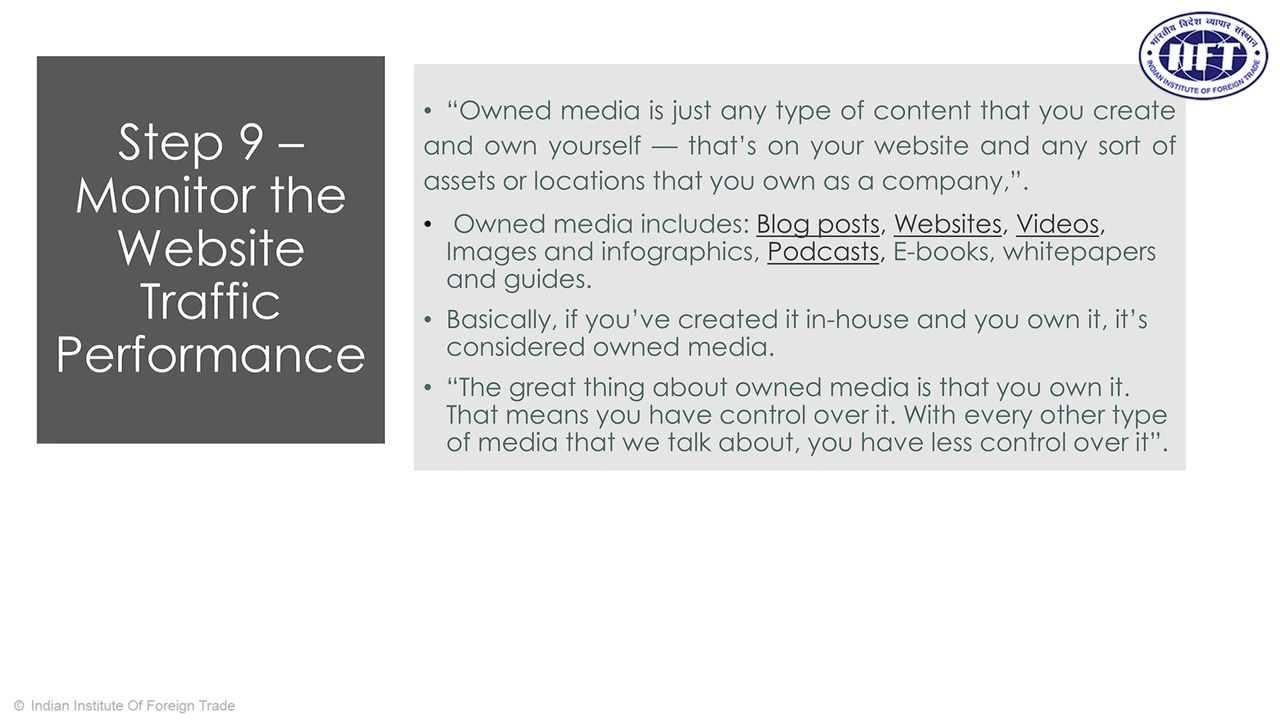 भारतीय विदेश व्यापार संस्थान
IIFT
INDIAN INSTITUTE OF FOREIGN TRADE
Step 9 –
Monitor the
Website
Traffic
Performance
• “Owned media is just any type of content that you create
and own yourself — that’s on your website and any sort of
assets or locations that you own as a company,”.
• Owned media includes: Blog posts, Websites, Videos,
Images and infographics, Podcasts, E-books, whitepapers
and guides.
• Basically, if you’ve created it in-house and you own it, it’s
considered owned media.
• “The great thing about owned media is that you own it.
That means you have control over it. With every other type
of media that we talk about, you have less control over it”.
© Indian Institute Of Foreign Trade